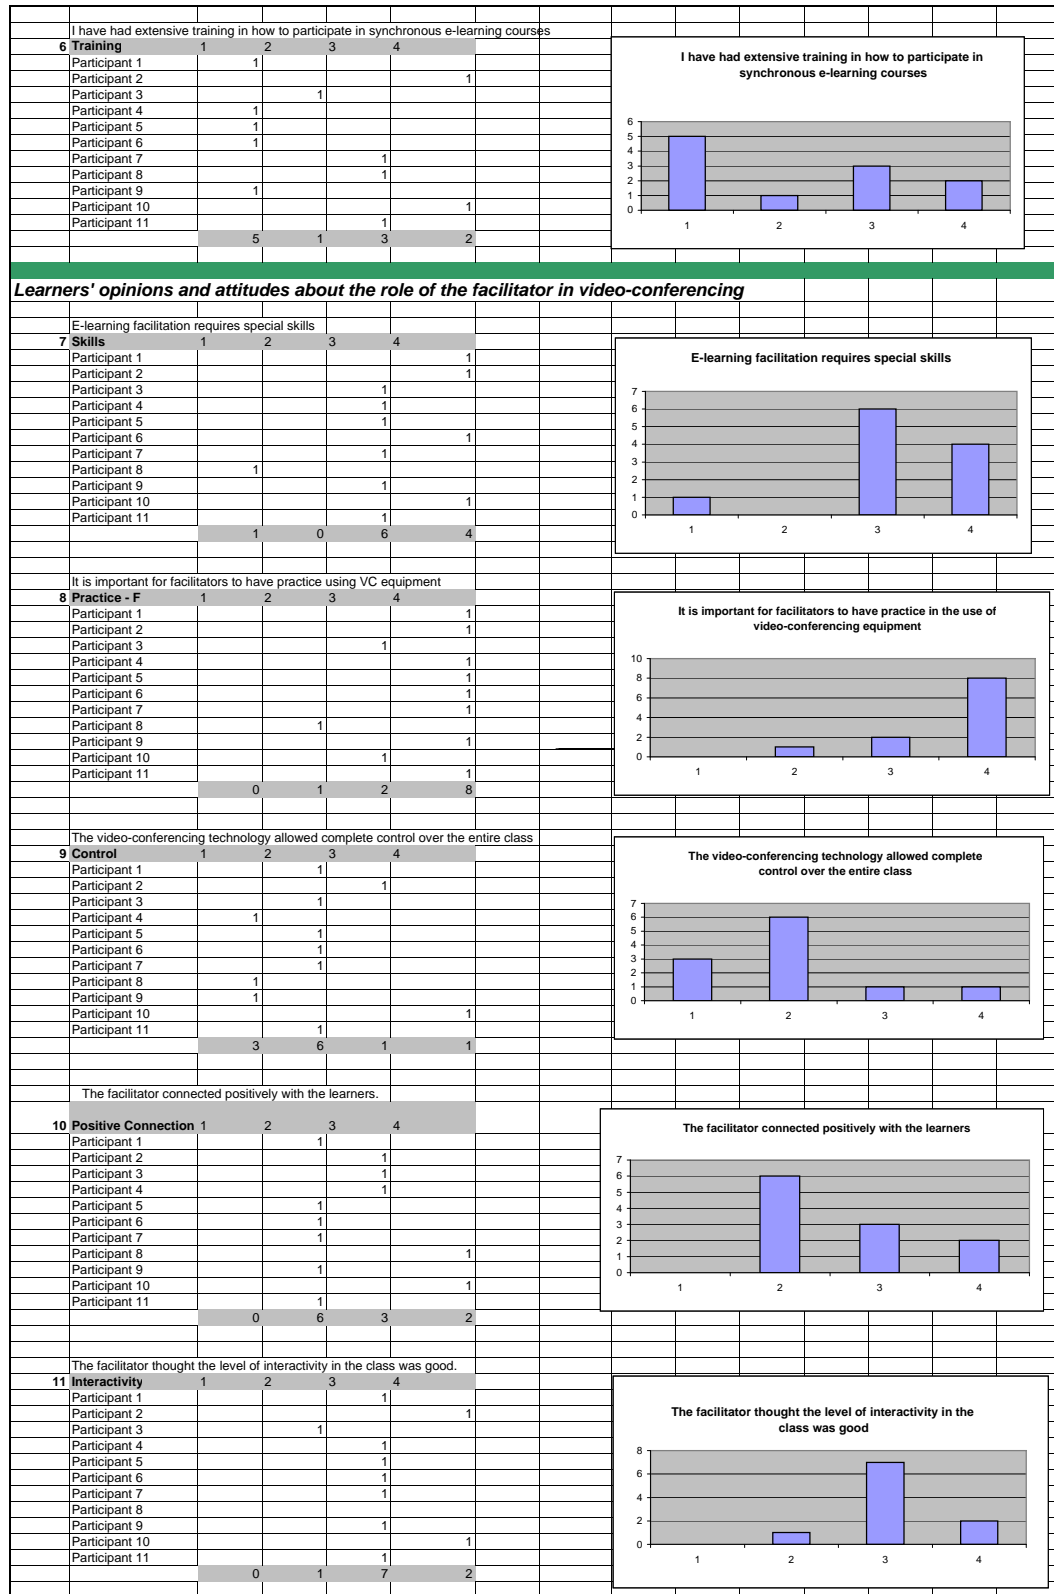 I have had extensive training in how to participate in synchronous e-learning courses
6 Training 1 2 3 4
Participant 1 1
Participant 2 1
Participant 3 1
Participant 4 1
Participant 5 1
Participant 6 1
Participant 7 1
Participant 8 1
Participant 9 1
Participant 10 1
Participant 11 1
5 1 3 2
I have had extensive training in how to participate in
synchronous e-learning courses
6
5
4
3
2
1
0
1 2 3 4
Learners' opinions and attitudes about the role of the facilitator in video-conferencing
E-learning facilitation requires special skills
7 Skills 1 2 3 4
Participant 1 1
Participant 2 1
Participant 3 1
Participant 4 1
Participant 5 1
Participant 6 1
Participant 7 1
Participant 8 1
Participant 9 1
Participant 10 1
Participant 11 1
1 0 6 4
E-learning facilitation requires special skills
7
6
5
4
3
2
1
0
1 2 3 4
It is important for facilitators to have practice using VC equipment
8 Practice - F 1 2 3 4
Participant 1 1
Participant 2 1
Participant 3 1
Participant 4 1
Participant 5 1
Participant 6 1
Participant 7 1
Participant 8 1
Participant 9 1
Participant 10 1
Participant 11 1
0 1 2 8
It is important for facilitators to have practice in the use of
video-conferencing equipment
10
8
6
4
2
0
1 2 3 4
The video-conferencing technology allowed complete control over the entire class
9 Control 1 2 3 4
Participant 1 1
Participant 2 1
Participant 3 1
Participant 4 1
Participant 5 1
Participant 6 1
Participant 7 1
Participant 8 1
Participant 9 1
Participant 10 1
Participant 11 1
3 6 1 1
The video-conferencing technology allowed complete
control over the entire class
7
6
5
4
3
2
1
0
1 2 3 4
The facilitator connected positively with the learners.
10 Positive Connection 1 2 3 4
Participant 1 1
Participant 2 1
Participant 3 1
Participant 4 1
Participant 5 1
Participant 6 1
Participant 7 1
Participant 8 1
Participant 9 1
Participant 10 1
Participant 11 1
0 6 3 2
The facilitator connected positively with the learners
7
6
5
4
3
2
1
0
1 2 3 4
The facilitator thought the level of interactivity in the class was good.
11 Interactivity 1 2 3 4
Participant 1 1
Participant 2 1
Participant 3 1
Participant 4 1
Participant 5 1
Participant 6 1
Participant 7 1
Participant 8
Participant 9 1
Participant 10 1
Participant 11 1
0 1 7 2
The facilitator thought the level of interactivity in the
class was good
8
6
4
2
0
1 2 3 4